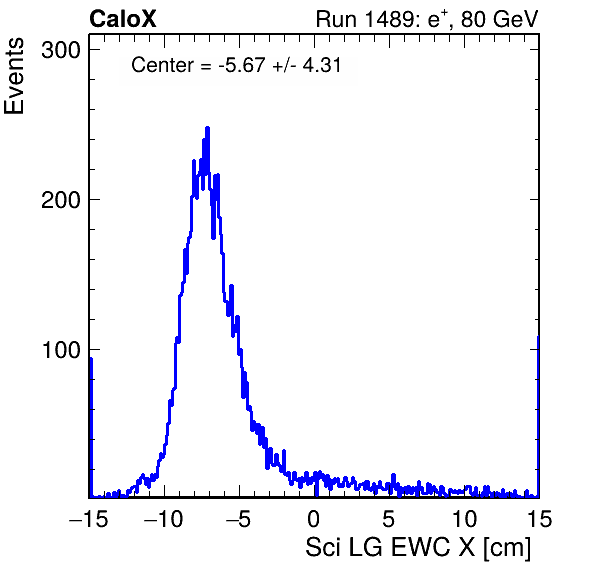 CaloX Run 1489: e⁺, 80 GeV
Center = -5.67 +/- 4.31
Events
300
200
100
−15 −10 −5 0 5 10 15
Sci LG EWC X [cm]